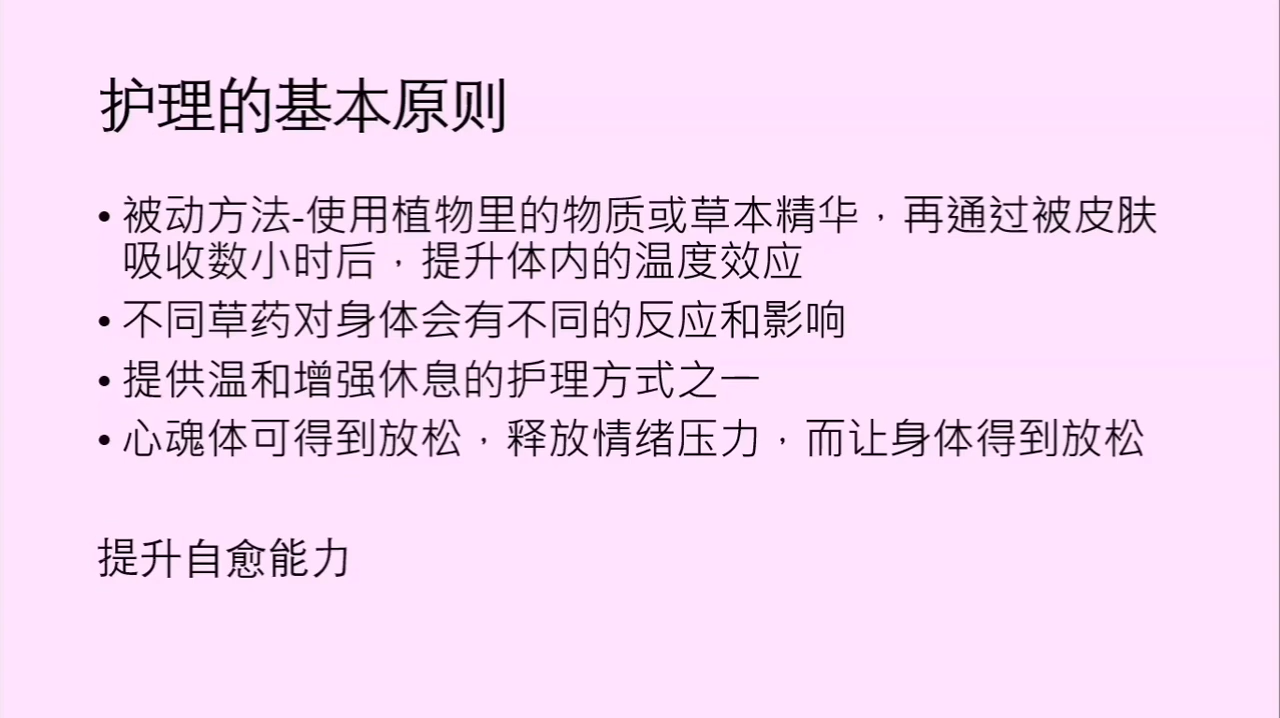 护理的基本原则
• 被动方法-使用植物里的物质或草本精华，再通过被皮肤
吸收数小时后，提升体内的温度效应
• 不同草药对身体会有不同的反应和影响
• 提供温和增强休息的护理方式之一
• 心魂体可得到放松，释放情绪压力，而让身体得到放松
提升自愈能力